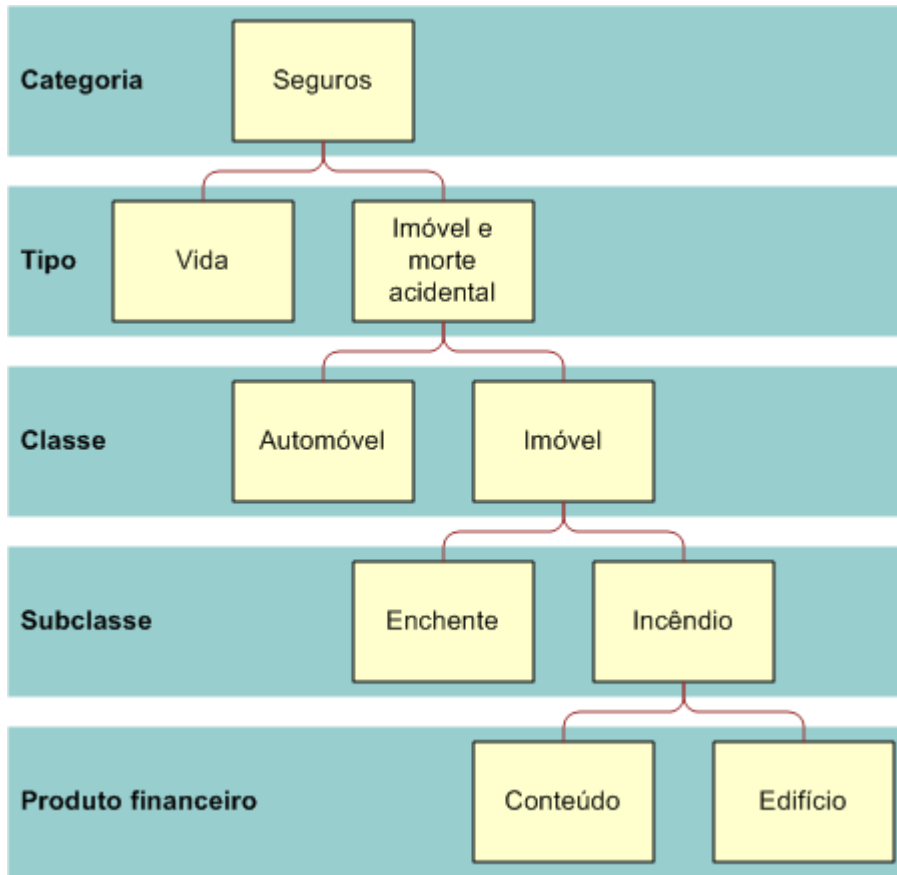 Categoria
Seguros
Tipo
Vida
Imóvel e
morte
acidental
Classe
Automóvel
Imóvel
Subclasse
Enchente
Incêndio
Produto financeiro
Conteúdo
Edifício